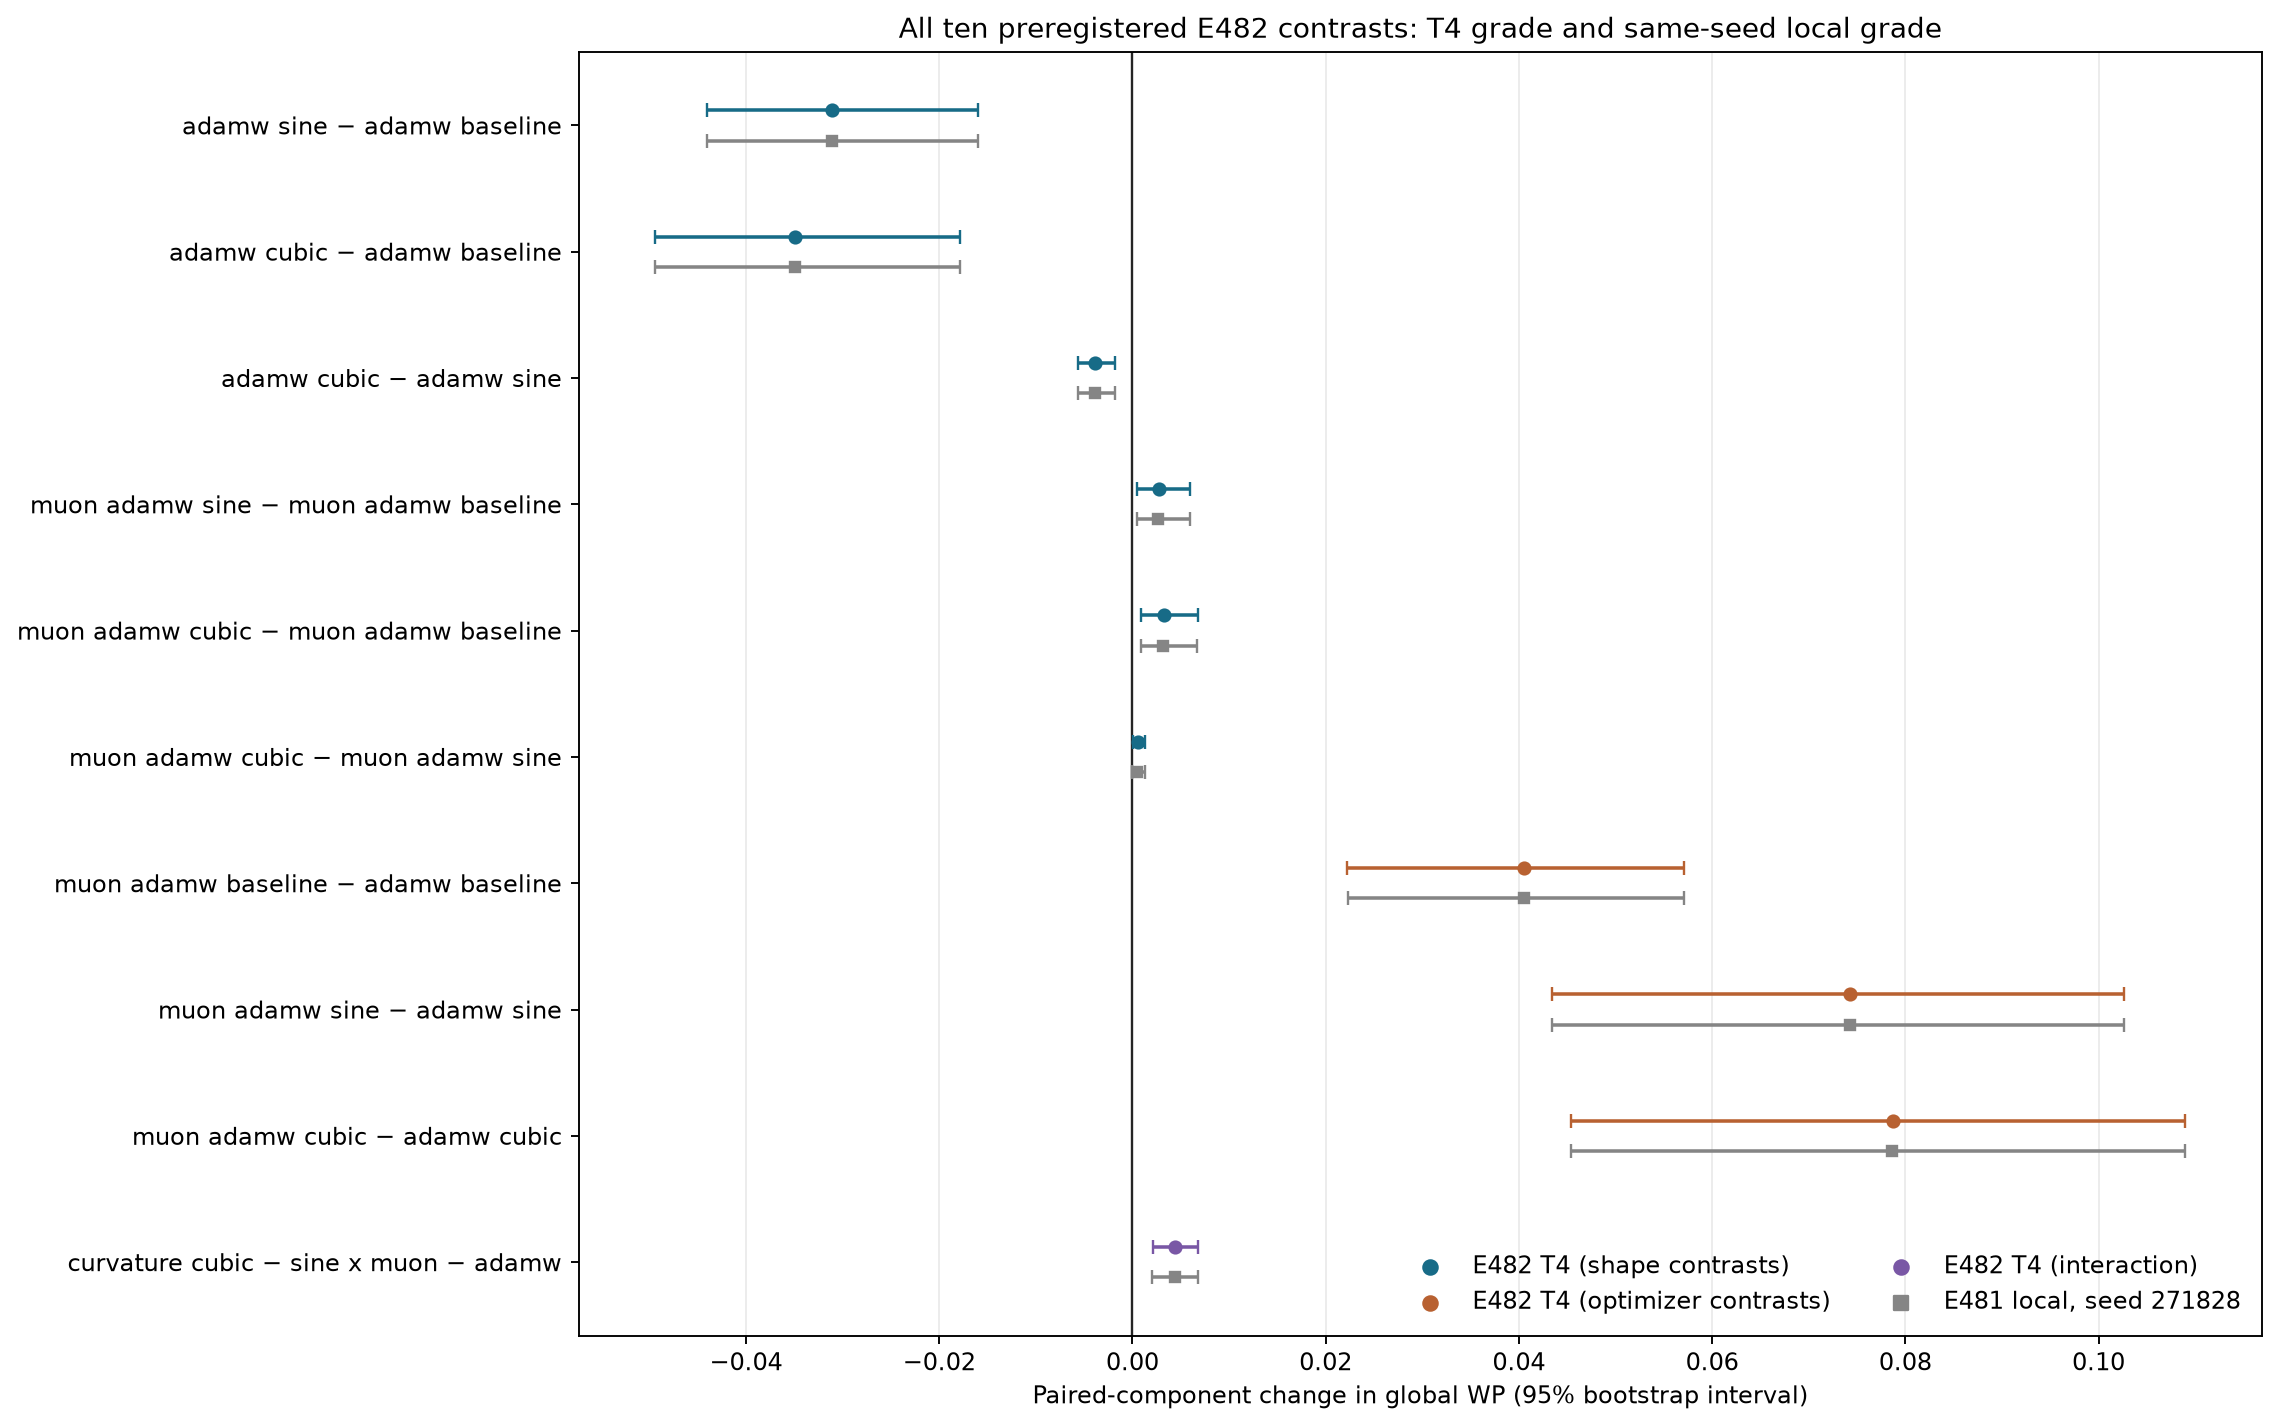 All ten preregistered E482 contrasts: T4 grade and same-seed local grade
adamw sine − adamw baseline
adamw cubic − adamw baseline
adamw cubic − adamw sine
muon adamw sine − muon adamw baseline
muon adamw cubic − muon adamw baseline
muon adamw cubic − muon adamw sine
muon adamw baseline − adamw baseline
muon adamw sine − adamw sine
muon adamw cubic − adamw cubic
curvature cubic − sine x muon − adamw
E482 T4 (shape contrasts)
E482 T4 (optimizer contrasts)
E482 T4 (interaction)
E481 local, seed 271828
−0.04 −0.02 0.00 0.02 0.04 0.06 0.08 0.10
Paired-component change in global WP (95% bootstrap interval)